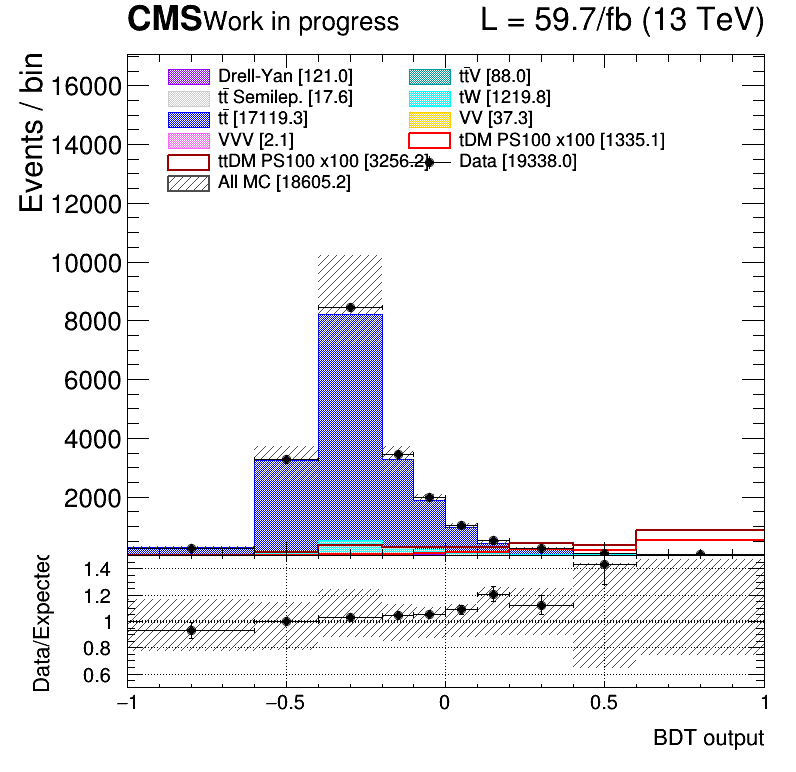 CMS Work in progress L = 59.7/fb (13 TeV)
Events / bin
16000
14000
12000
10000
8000
6000
4000
2000
Drell-Yan [121.0]
tt̄ Semilep. [17.6]
tt̄ [17119.3]
VVV [2.1]
ttDM PS100 x100 [3256.2]
All MC [18605.2]
tt̄V [88.0]
tW [1219.8]
VV [37.3]
tDM PS100 x100 [1335.1]
Data [19338.0]
Data/Expected
1.4
1.2
1
0.8
0.6
−1 −0.5 0 0.5 1
BDT output